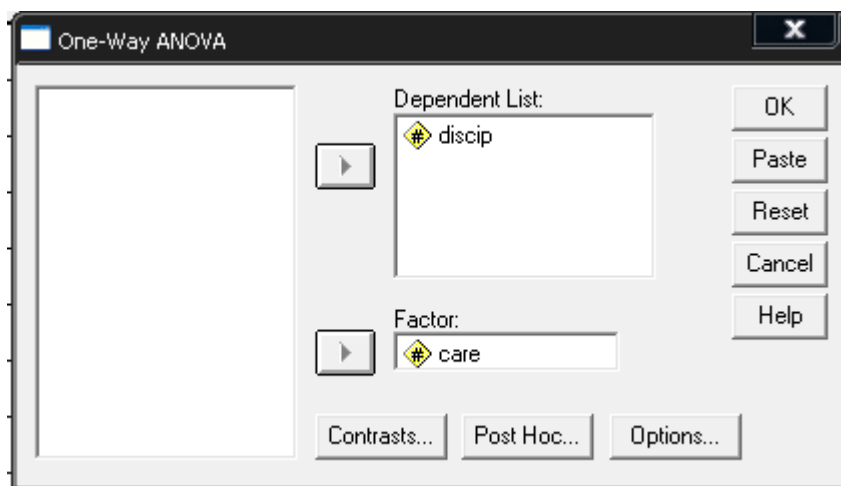 One-Way ANOVA
x
Dependent List:
# discip
OK
Paste
Reset
Cancel
Help
Factor:
# care
Contrasts...
Post Hoc...
Options...